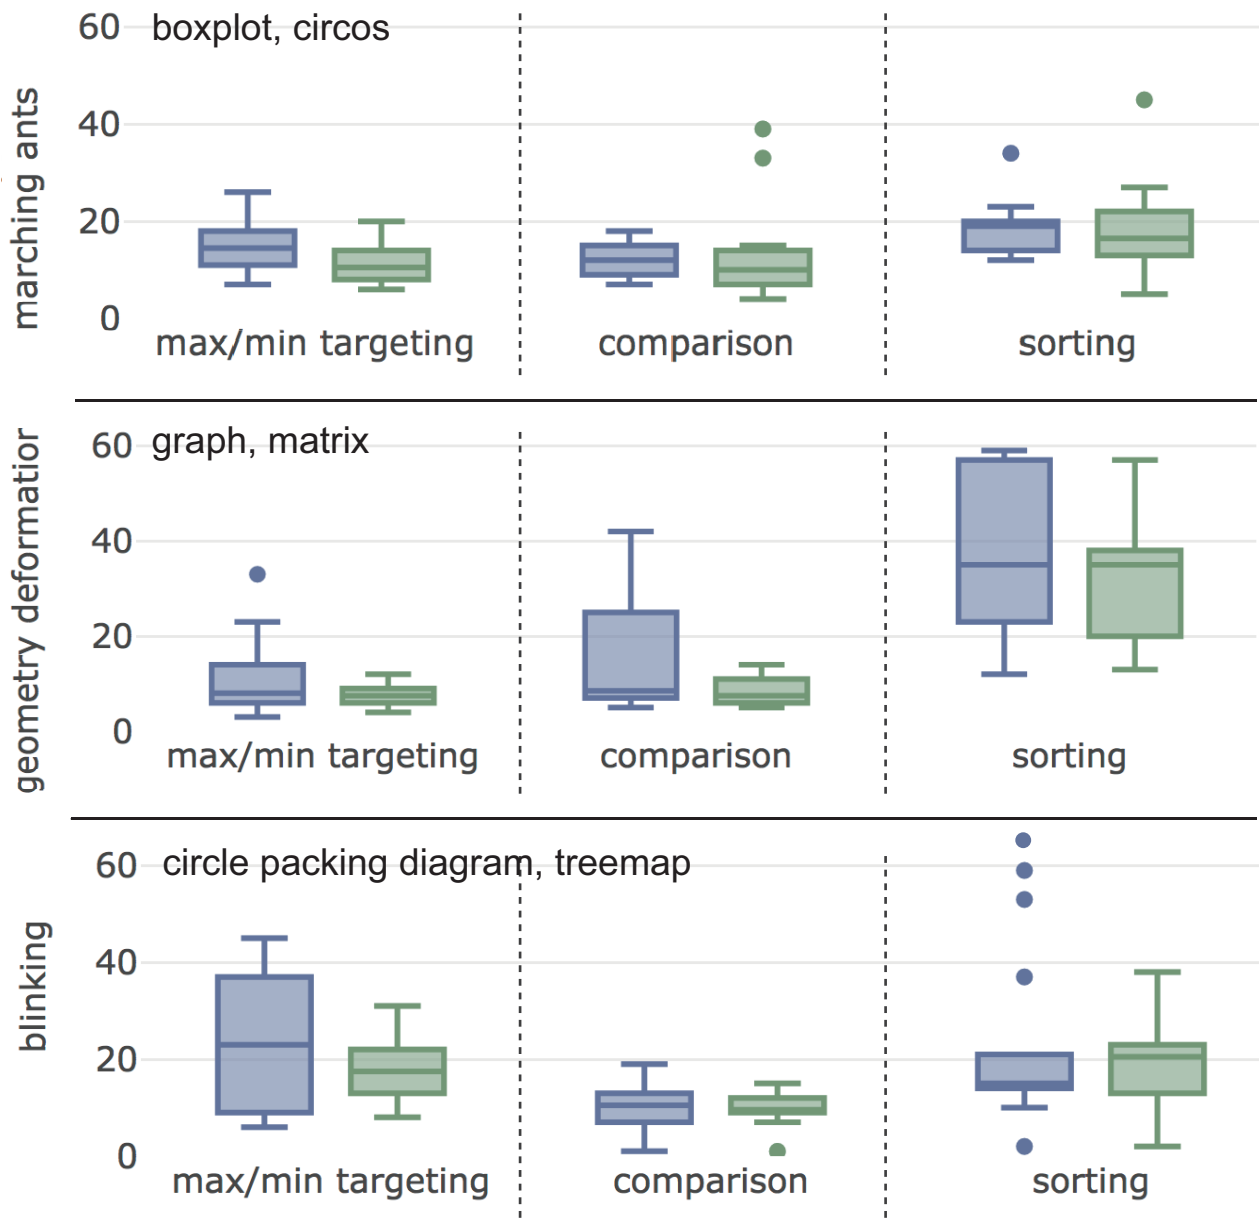 boxplot, circos
marching ants
60
40
20
0
max/min targeting
comparison
sorting
graph, matrix
geometry deformatior
60
40
20
0
max/min targeting
comparison
sorting
circle packing diagram, treemap
blinking
60
40
20
0
max/min targeting
comparison
sorting